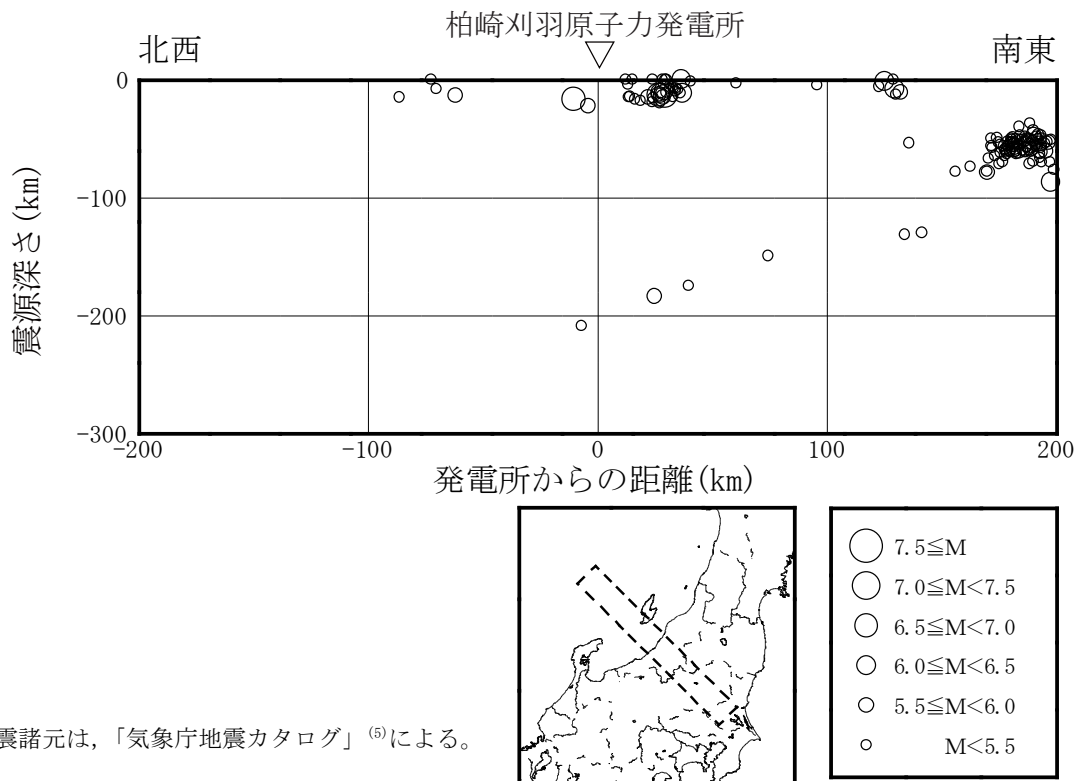 柏崎刈羽原子力発電所
北西
南東
0
-100
-200
-300
震源深さ(km)
-200
-100
0
100
200
発電所からの距離(km)
7.5≦M
7.0≦M<7.5
6.5≦M<7.0
6.0≦M<6.5
5.5≦M<6.0
M<5.5
震諸元は，「気象庁地震カタログ」(5)による。